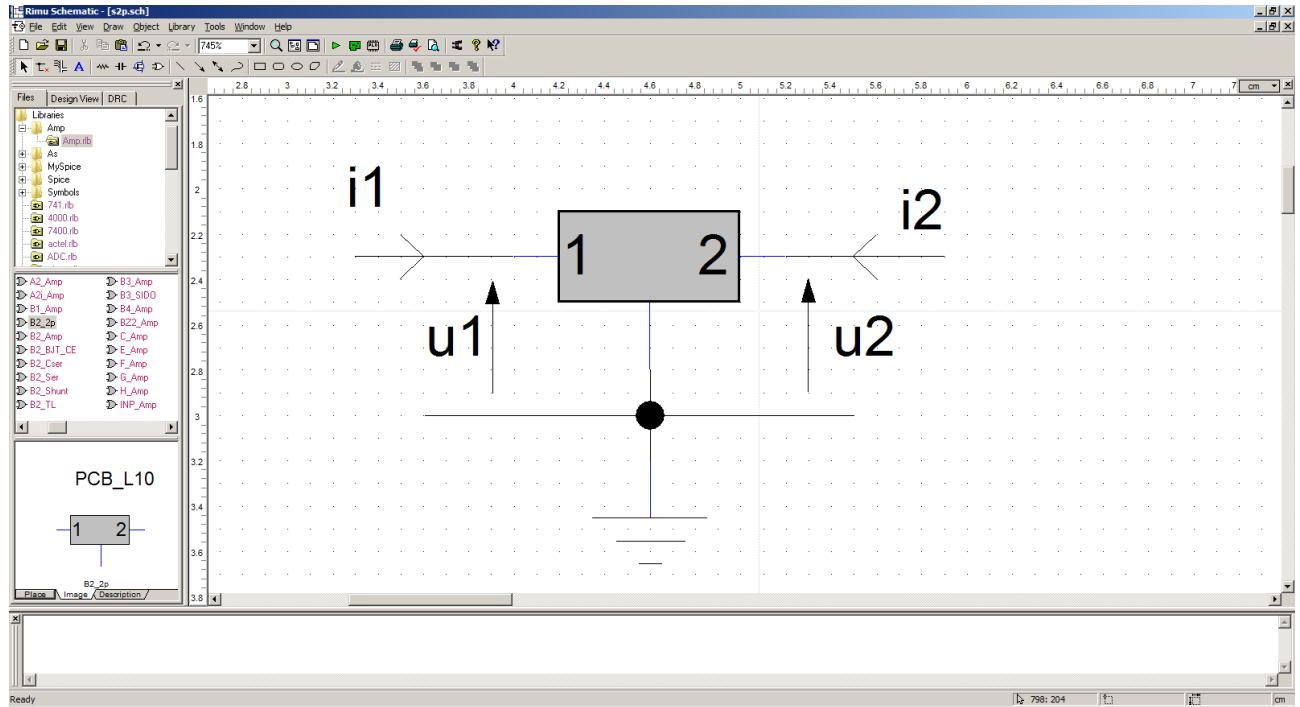 Rimu Schematic - [s2p.sch]
File Edit View Draw Object Library Tools Window Help
745%
A
Files Design View DRC
2.8 3 3.2 3.4 3.6 3.8 4 4.2 4.4 4.6 4.8 5 5.2 5.4 5.6 5.8 6 6.2 6.4 6.6 6.8 7 7 cm
Libraries
Amp
Amp.rlb
As
MySpice
Spice
Symbols
741.rlb
4000.rlb
7400.rlb
actel.rlb
ADC.rlb
A2_Amp B3_Amp
A2i_Amp B3_SIDO
B1_Amp B4_Amp
B2_2p BZ2_Amp
B2_Amp C_Amp
B2_BJT_CE E_Amp
B2_Cser F_Amp
B2_Ser G_Amp
B2_Shunt H_Amp
B2_TL INP_Amp
PCB_L10
1 2
B2_2p
Place Image Description
1.6
1.8
2
2.2
2.4
2.6
2.8
3
3.2
3.4
3.6
3.8
i1 i2
1 2
u1 u2
Ready 798: 204 cm